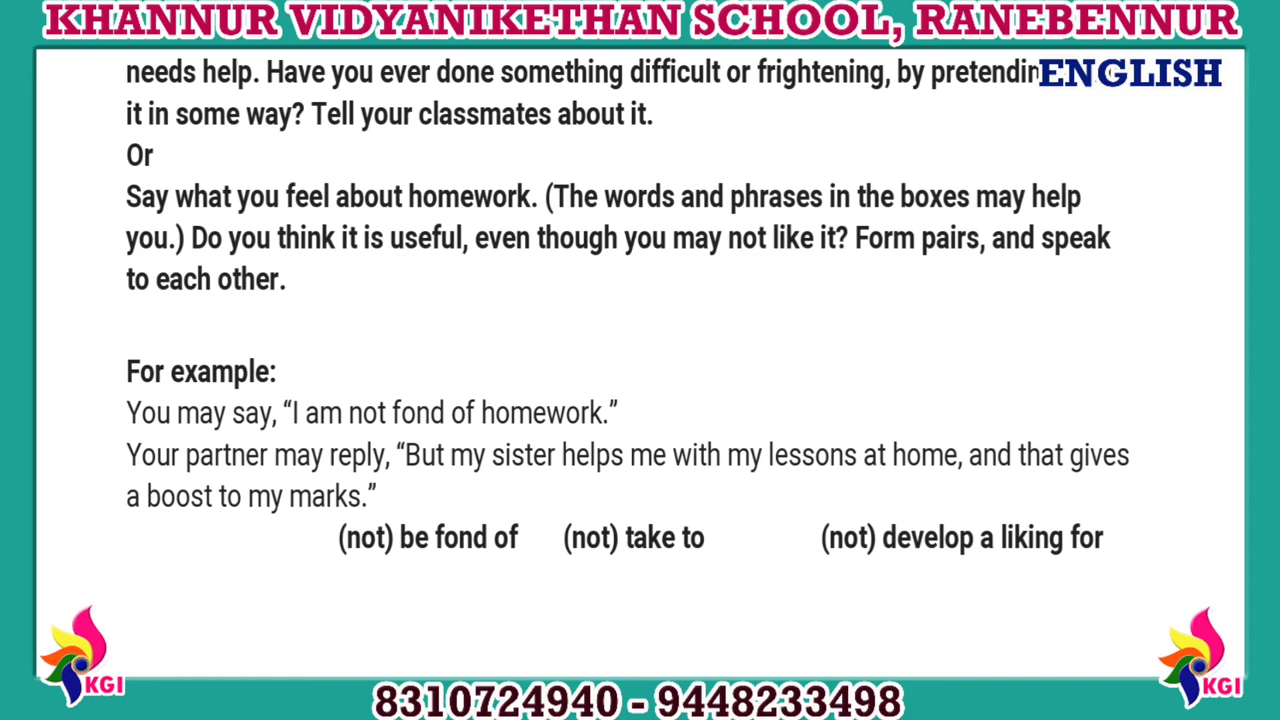 KHANNUR VIDYANIKETHAN SCHOOL, RANEBENNUR
ENGLISH
needs help. Have you ever done something difficult or frightening, by
it in some way? Tell your classmates about it.
Or
Say what you feel about homework. (The words and phrases in the boxes may help
you.) Do you think it is useful, even though you may not like it? Form pairs, and speak
to each other.
For example:
You may say, “I am not fond of homework.”
Your partner may reply, “But my sister helps me with my lessons at home, and that gives
a boost to my marks.”
(not) be fond of (not) take to (not) develop a liking for
KGI
KGI
8310724940 - 9448233498